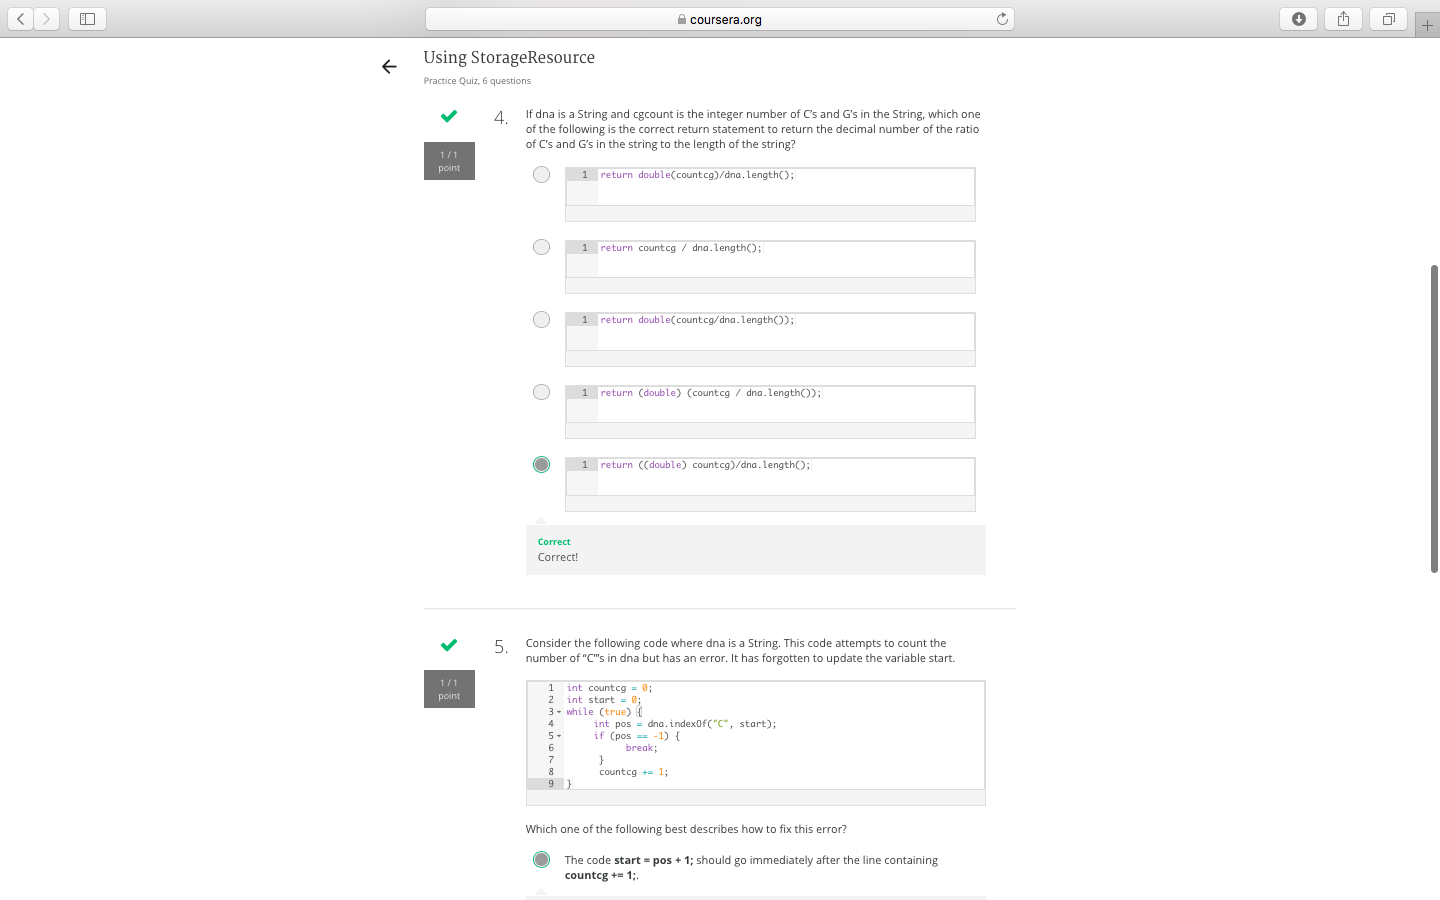 coursera.org
Using StorageResource
Practice Quiz, 6 questions
1 / 1
point
4.
If dna is a String and cgcount is the integer number of C's and G's in the String, which one
of the following is the correct return statement to return the decimal number of the ratio
of C's and G's in the string to the length of the string?
1 return double(countcg)/dna.length();
1 return countcg / dna.length();
1 return double(countcg/dna.length());
1 return (double) (countcg / dna.length());
1 return ((double) countcg)/dna.length();
Correct
Correct!
1 / 1
point
5.
Consider the following code where dna is a String. This code attempts to count the
number of “C”'s in dna but has an error. It has forgotten to update the variable start.
1 int countcg = 0;
2 int start = 0;
3 while (true) {
4 int pos = dna.indexOf("C", start);
5 if (pos == -1) {
6 break;
7 }
8 countcg += 1;
9 }
Which one of the following best describes how to fix this error?
The code start = pos + 1; should go immediately after the line containing
countcg += 1;.